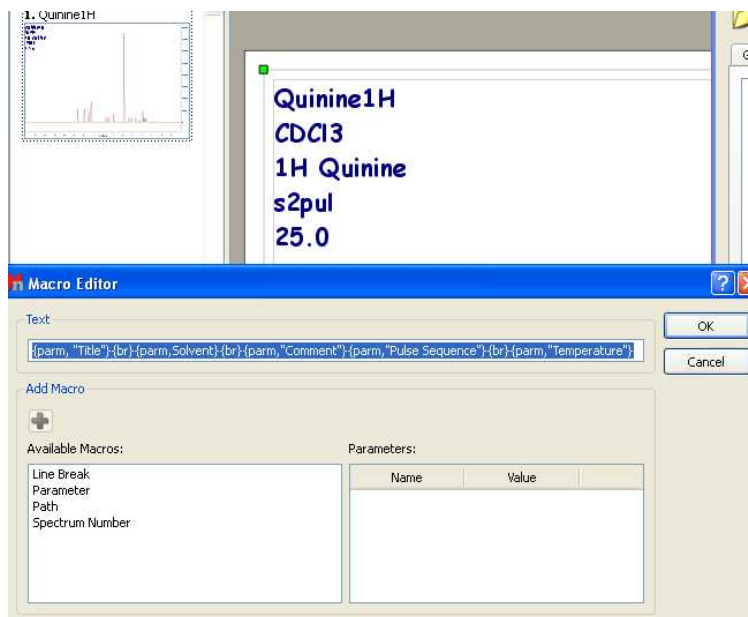 1. Quinine1H
G
Quinine1H
CDCl3
1H Quinine
s2pul
25.0
Macro Editor
Text
{parm, "Title"}{br}{parm,Solvent}{br}{parm,"Comment"}{parm,"Pulse Sequence"}{br}{parm,"Temperature"}
OK
Cancel
Add Macro
Available Macros:
Parameters:
Line Break
Parameter
Path
Spectrum Number
Name Value